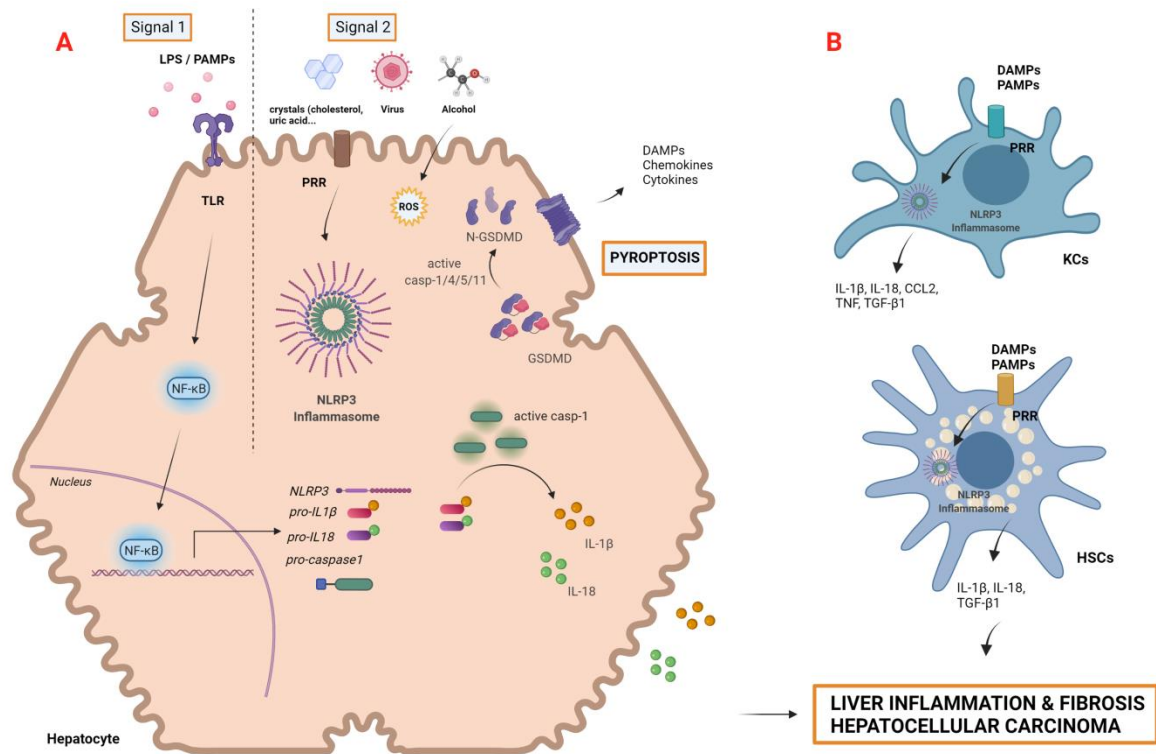 A
Signal 1
LPS / PAMPs
TLR
NF-κB
Nucleus
NF-κB
Signal 2
crystals (cholesterol,
uric acid...
Virus
Alcohol
PRR
ROS
NLRP3
Inflammasome
N-GSDMD
active
casp-1/4/5/11
GSDMD
DAMPs
Chemokines
Cytokines
PYROPTOSIS
active casp-1
NLRP3
pro-IL1β
pro-IL18
pro-caspase1
IL-1β
IL-18
Hepatocyte
B
DAMPs
PAMPs
PRR
NLRP3
Inflammasome
KCs
IL-1β, IL-18, CCL2,
TNF, TGF-β1
DAMPs
PAMPs
PRR
NLRP3
Inflammasome
HSCs
IL-1β, IL-18,
TGF-β1
LIVER INFLAMMATION & FIBROSIS
HEPATOCELLULAR CARCINOMA